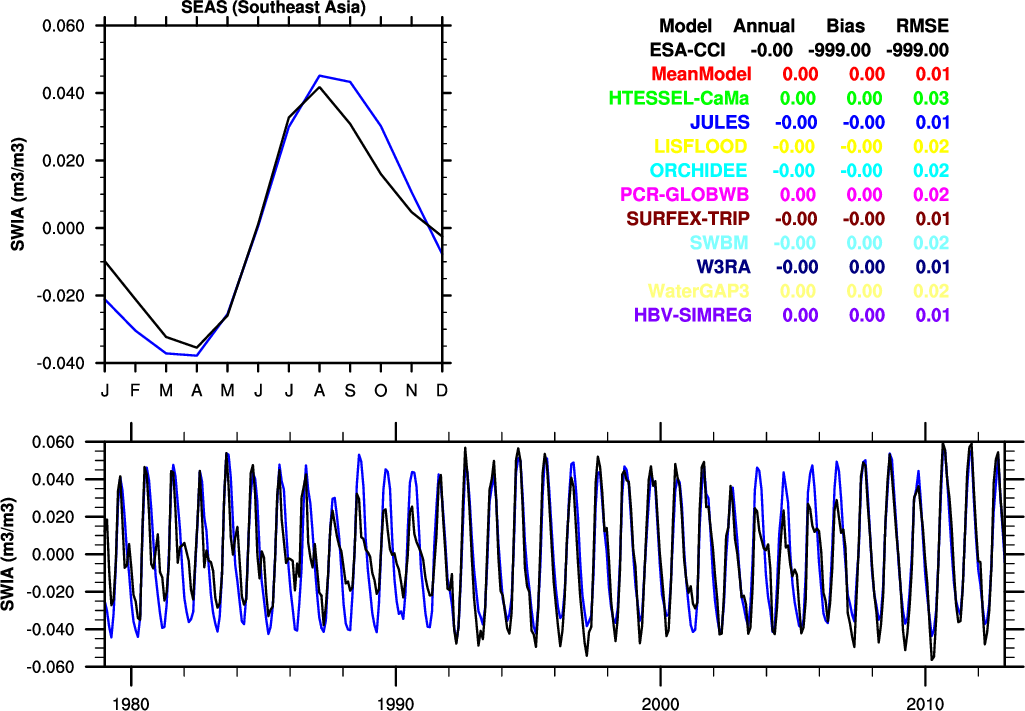 SEAS (Southeast Asia)
0.060
0.040
0.020
0.000
-0.020
-0.040
SWIA (m3/m3)
J F M A M J J A S O N D
Model Annual Bias RMSE
ESA-CCI -0.00 -999.00 -999.00
MeanModel 0.00 0.00 0.01
HTESSEL-CaMa 0.00 0.00 0.03
JULES -0.00 -0.00 0.01
LISFLOOD -0.00 -0.00 0.02
ORCHIDEE -0.00 -0.00 0.02
PCR-GLOBWB 0.00 0.00 0.02
SURFEX-TRIP -0.00 -0.00 0.01
SWBM -0.00 0.00 0.02
W3RA -0.00 0.00 0.01
WaterGAP3 0.00 0.00 0.02
HBV-SIMREG 0.00 0.00 0.01
0.060
0.040
0.020
0.000
-0.020
-0.040
-0.060
SWIA (m3/m3)
1980 1990 2000 2010